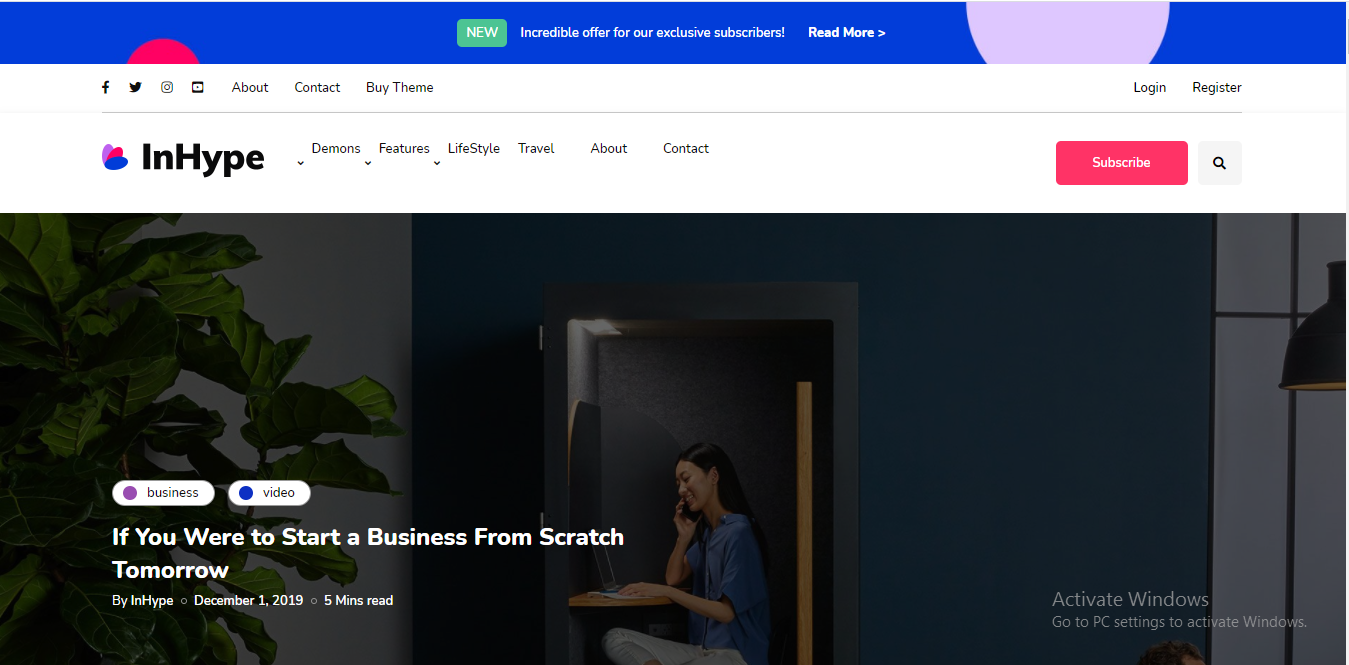 NEW Incredible offer for our exclusive subscribers! Read More >
About Contact Buy Theme Login Register
InHype Demons Features LifeStyle Travel About Contact Subscribe
business video
If You Were to Start a Business From Scratch
Tomorrow
By InHype ○ December 1, 2019 ○ 5 Mins read
Activate Windows
Go to PC settings to activate Windows.